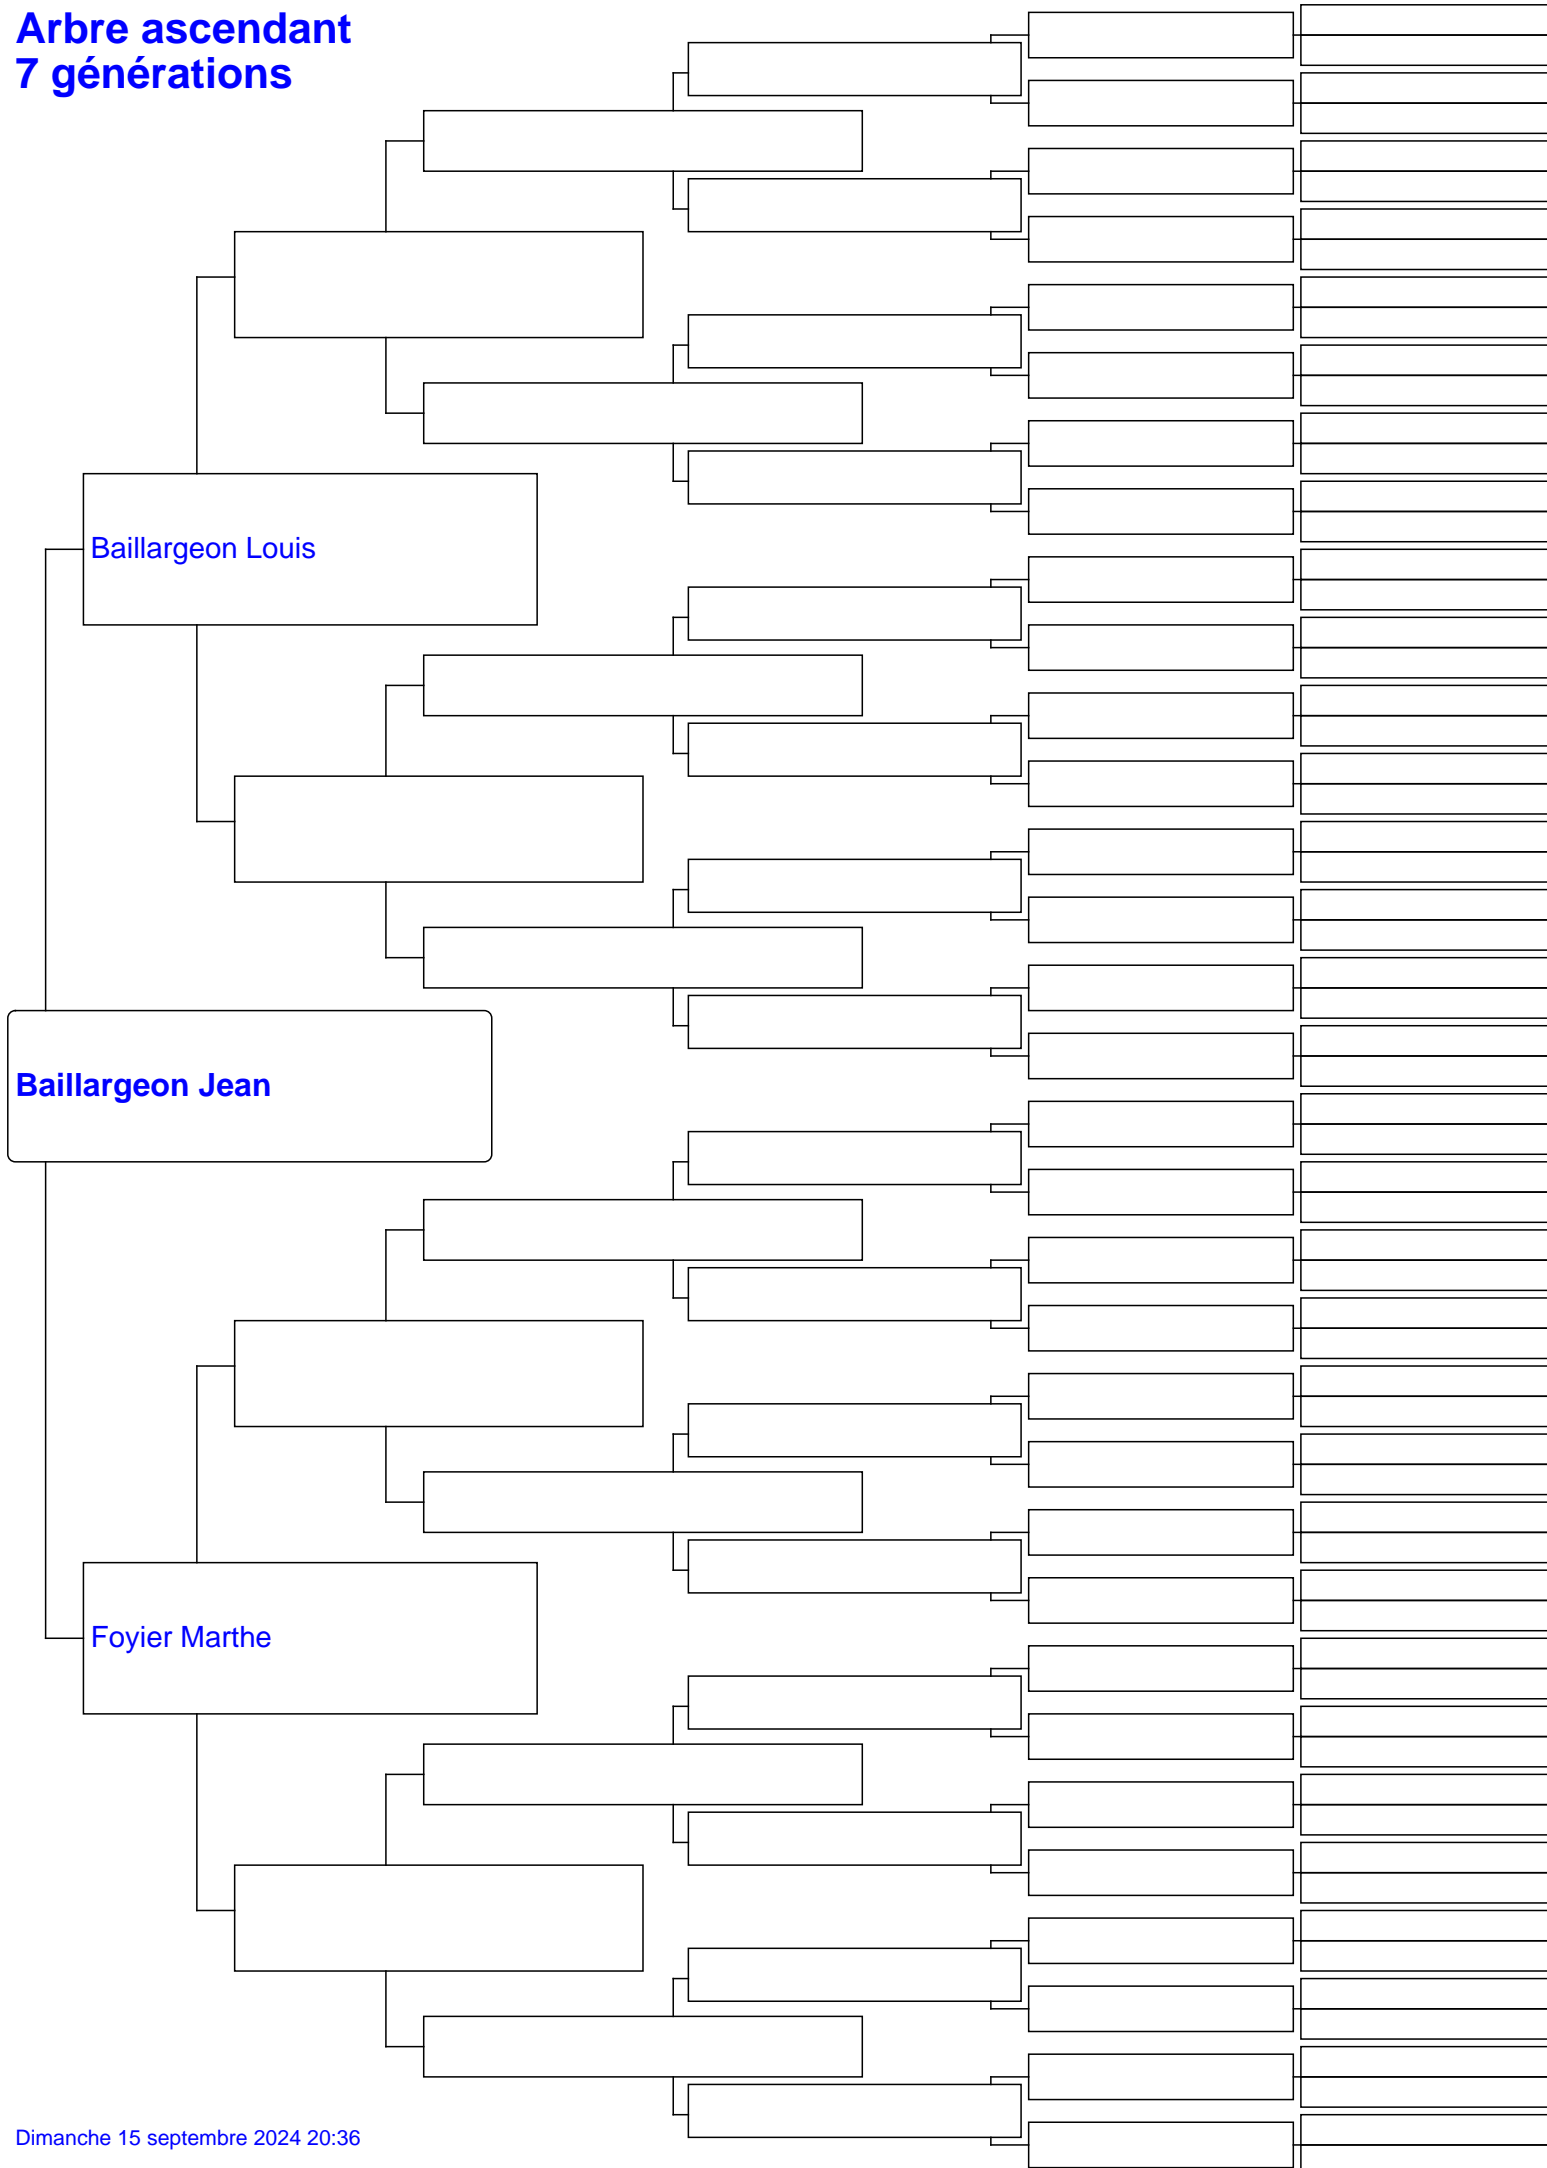 Arbre ascendant
7 générations
Baillargeon Louis
Baillargeon Jean
Foyier Marthe
Dimanche 15 septembre 2024 20:36